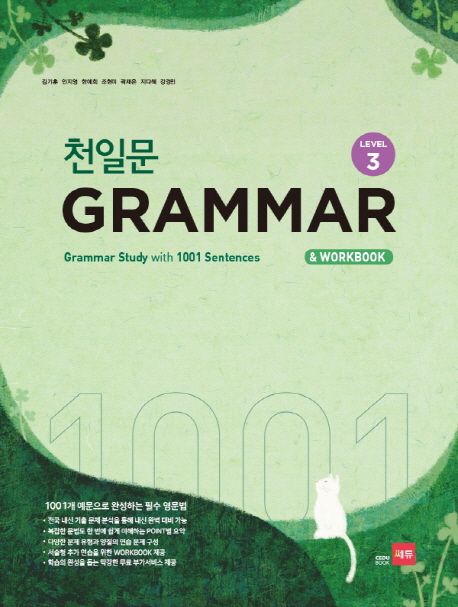 김기훈 인지영 한예희 조현미 곽채은 지다혜 강경린
천일문
LEVEL
3
GRAMMAR
Grammar Study with 1001 Sentences
& WORKBOOK
1001
1001개 예문으로 완성하는 필수 영문법
• 전국 내신 기출 문제 분석을 통해 내신 완벽 대비 가능
• 복잡한 문법도 한 번에 쉽게 이해하는 POINT별 요약
• 다양한 문제 유형과 양질의 연습 문제 구성
• 서술형 추가 연습을 위한 WORKBOOK 제공
• 학습의 완성을 돕는 막강한 무료 부가서비스 제공
CEDU
BOOK
쎄듀